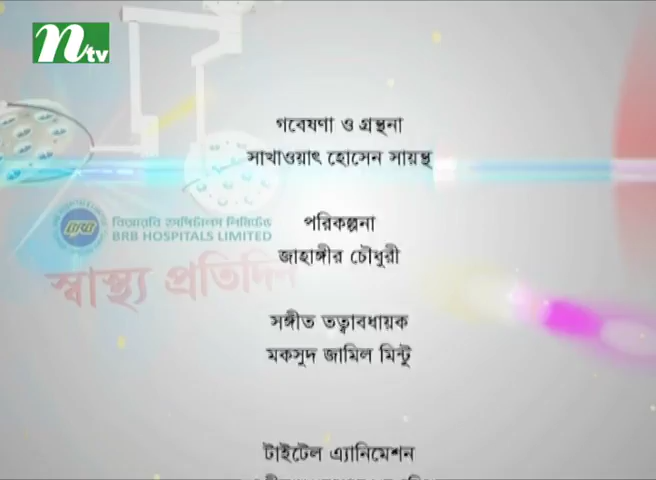 ntv
গবেষণা ও গ্রন্থনা
সাখাওয়াৎ হোসেন সায়ন্থ
পরিকল্পনা
জাহাঙ্গীর চৌধুরী
BRB
বিআরবি হসপিটালস লিমিটেড
BRB HOSPITALS LIMITED
স্বাস্থ্য প্রতিদিন
সঙ্গীত তত্ত্বাবধায়ক
মকসুদ জামিল মিন্টু
টাইটেল এ্যানিমেশন